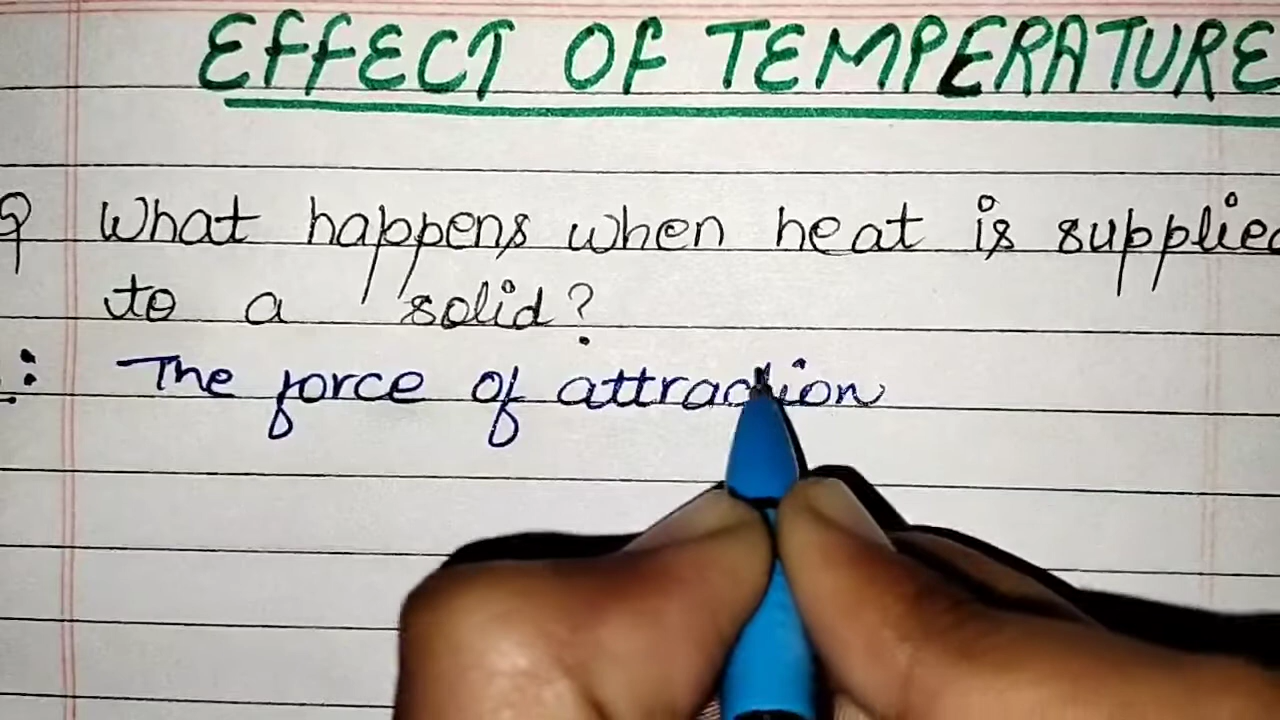 EFFECT OF TEMPERATURE
Q What happens when heat is supplied
to a solid?
: The force of attraction